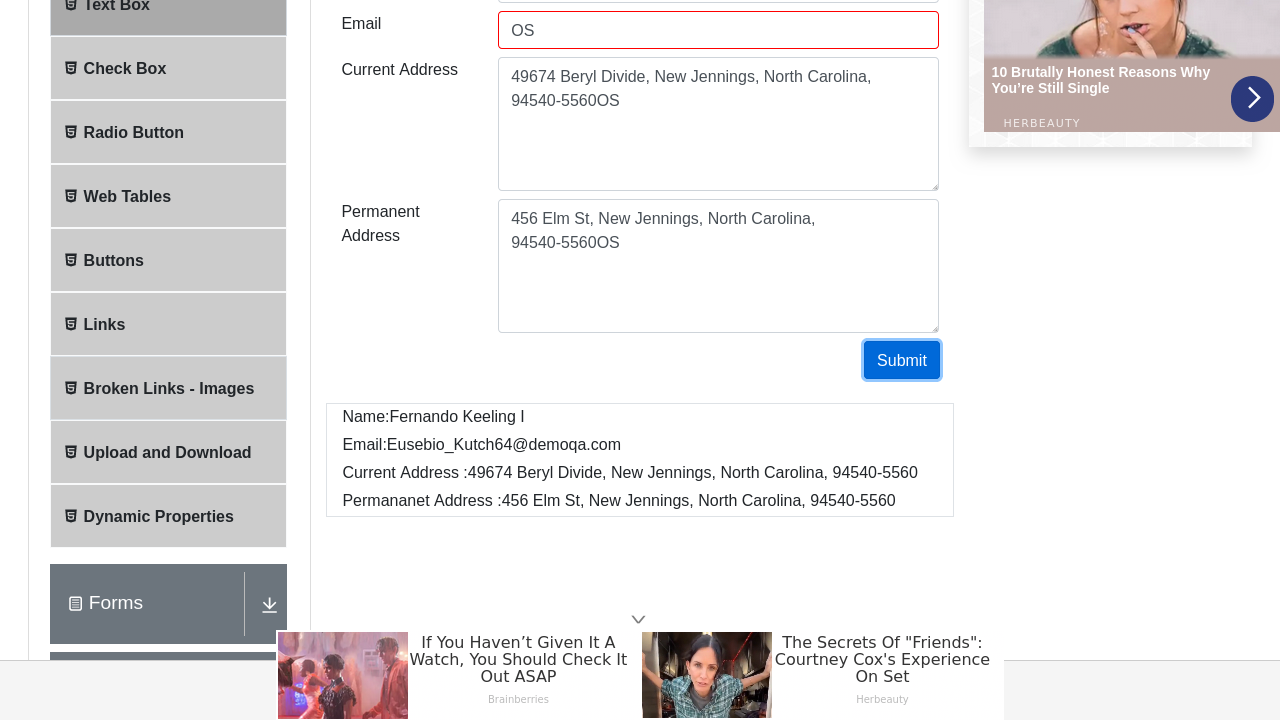 Text Box
Check Box
Radio Button
Web Tables
Buttons
Links
Broken Links - Images
Upload and Download
Dynamic Properties
Forms
Email
OS
Current Address
49674 Beryl Divide, New Jennings, North Carolina,
94540-5560OS
Permanent
Address
456 Elm St, New Jennings, North Carolina,
94540-5560OS
Submit
Name:Fernando Keeling I
Email:Eusebio_Kutch64@demoqa.com
Current Address :49674 Beryl Divide, New Jennings, North Carolina, 94540-5560
Permananet Address :456 Elm St, New Jennings, North Carolina, 94540-5560
10 Brutally Honest Reasons Why
You’re Still Single
HERBEAUTY
If You Haven’t Given It A
Watch, You Should Check It
Out ASAP
Brainberries
The Secrets Of "Friends":
Courtney Cox's Experience
On Set
Herbeauty